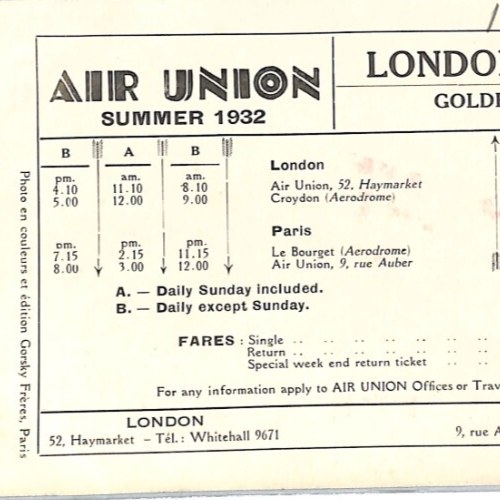 AIR UNION
SUMMER 1932
LONDO
GOLD
B A B
pm. am. am.
4.10 11.10 8.10
5.00 12.00 9.00
London
Air Union, 52, Haymarket
Croydon (Aerodrome)
pm. pm. am.
7.15 2.15 11.15
8.00 3.00 12.00
Paris
Le Bourget (Aerodrome)
Air Union, 9, rue Auber
A. — Daily Sunday included.
B. — Daily except Sunday.
FARES : Single .. .. .. .. .. ..
Return .. .. .. .. .. ..
Special week end return ticket .. ..
For any information apply to AIR UNION Offices or Trav
LONDON
52, Haymarket – Tél.: Whitehall 9671
9, rue A
Photo en couleurs et édition Gorsky Frères, Paris